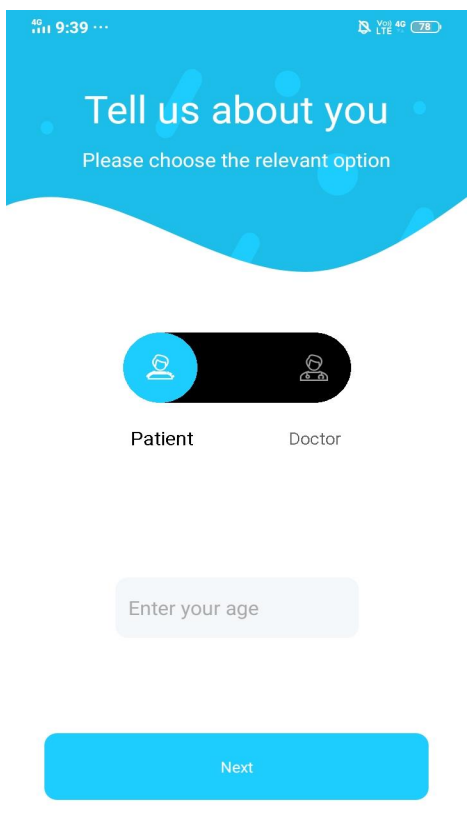 4G 9:39 ...
Vo)) 4G
LTE 78
Tell us about you
Please choose the relevant option
Patient Doctor
Enter your age
Next